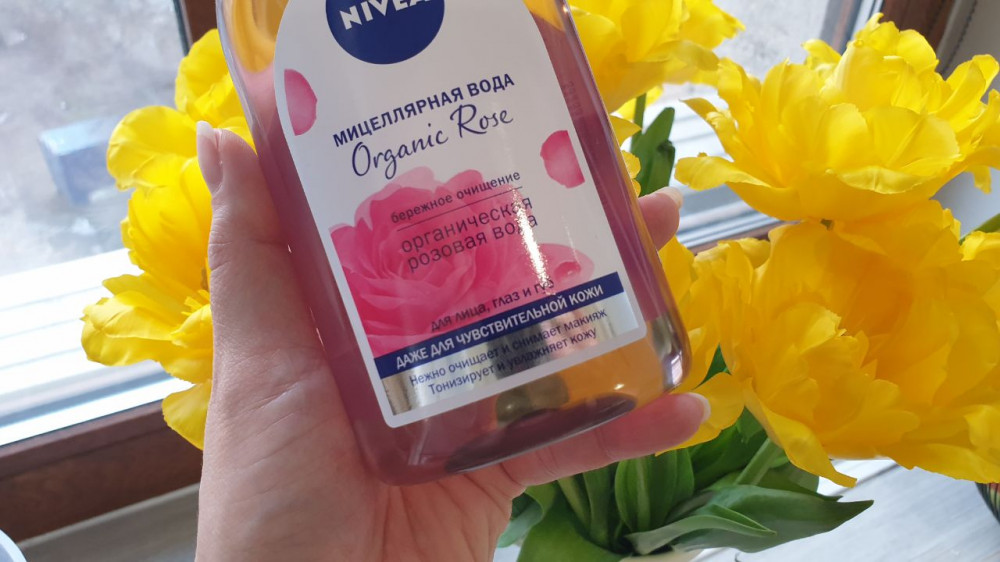 NIVEA
МИЦЕЛЛЯРНАЯ ВОДА
Organic Rose
бережное очищение
органическая
розовая вода
для лица, глаз и губ
ДАЖЕ ДЛЯ ЧУВСТВИТЕЛЬНОЙ КОЖИ
Нежно очищает и снимает макияж
Тонизирует и увлажняет кожу